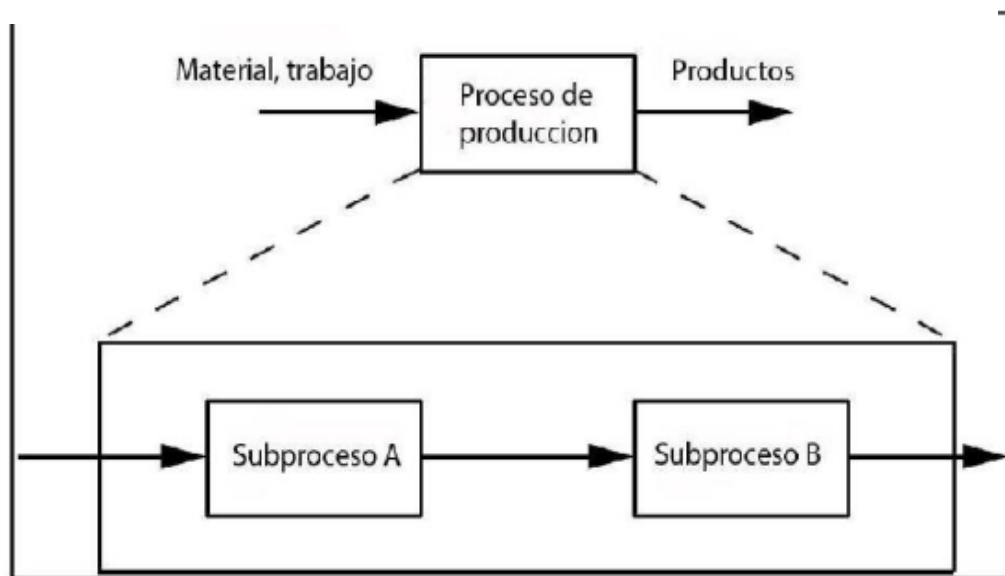 Material, trabajo
Productos
Proceso de
produccion
Subproceso A
Subproceso B